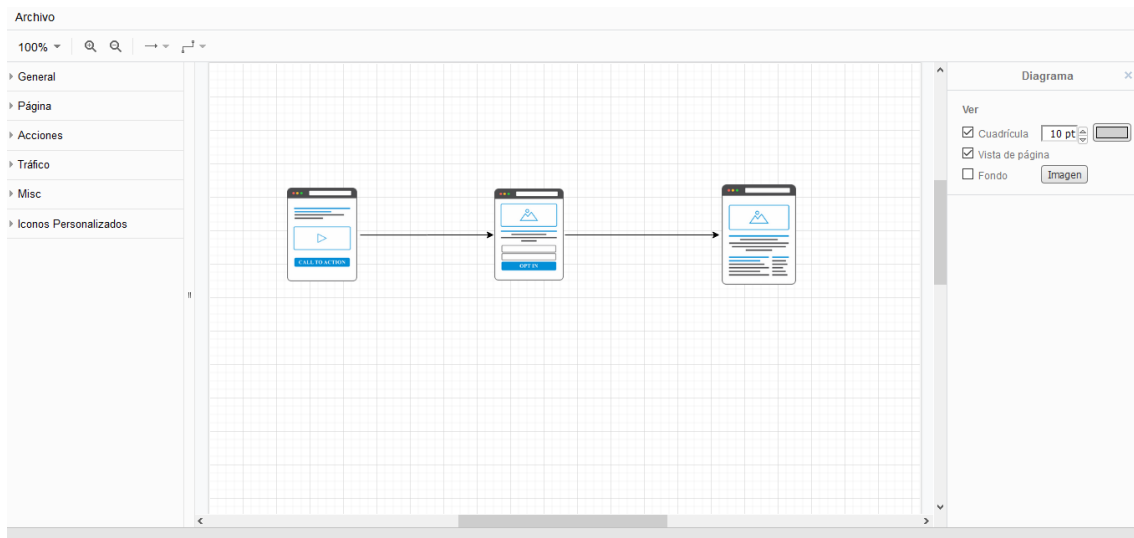 Archivo
100%
General
Página
Acciones
Tráfico
Misc
Iconos Personalizados
CALL TO ACTION
OPT IN
Diagrama
Ver
Cuadrícula 10 pt
Vista de página
Fondo Imagen